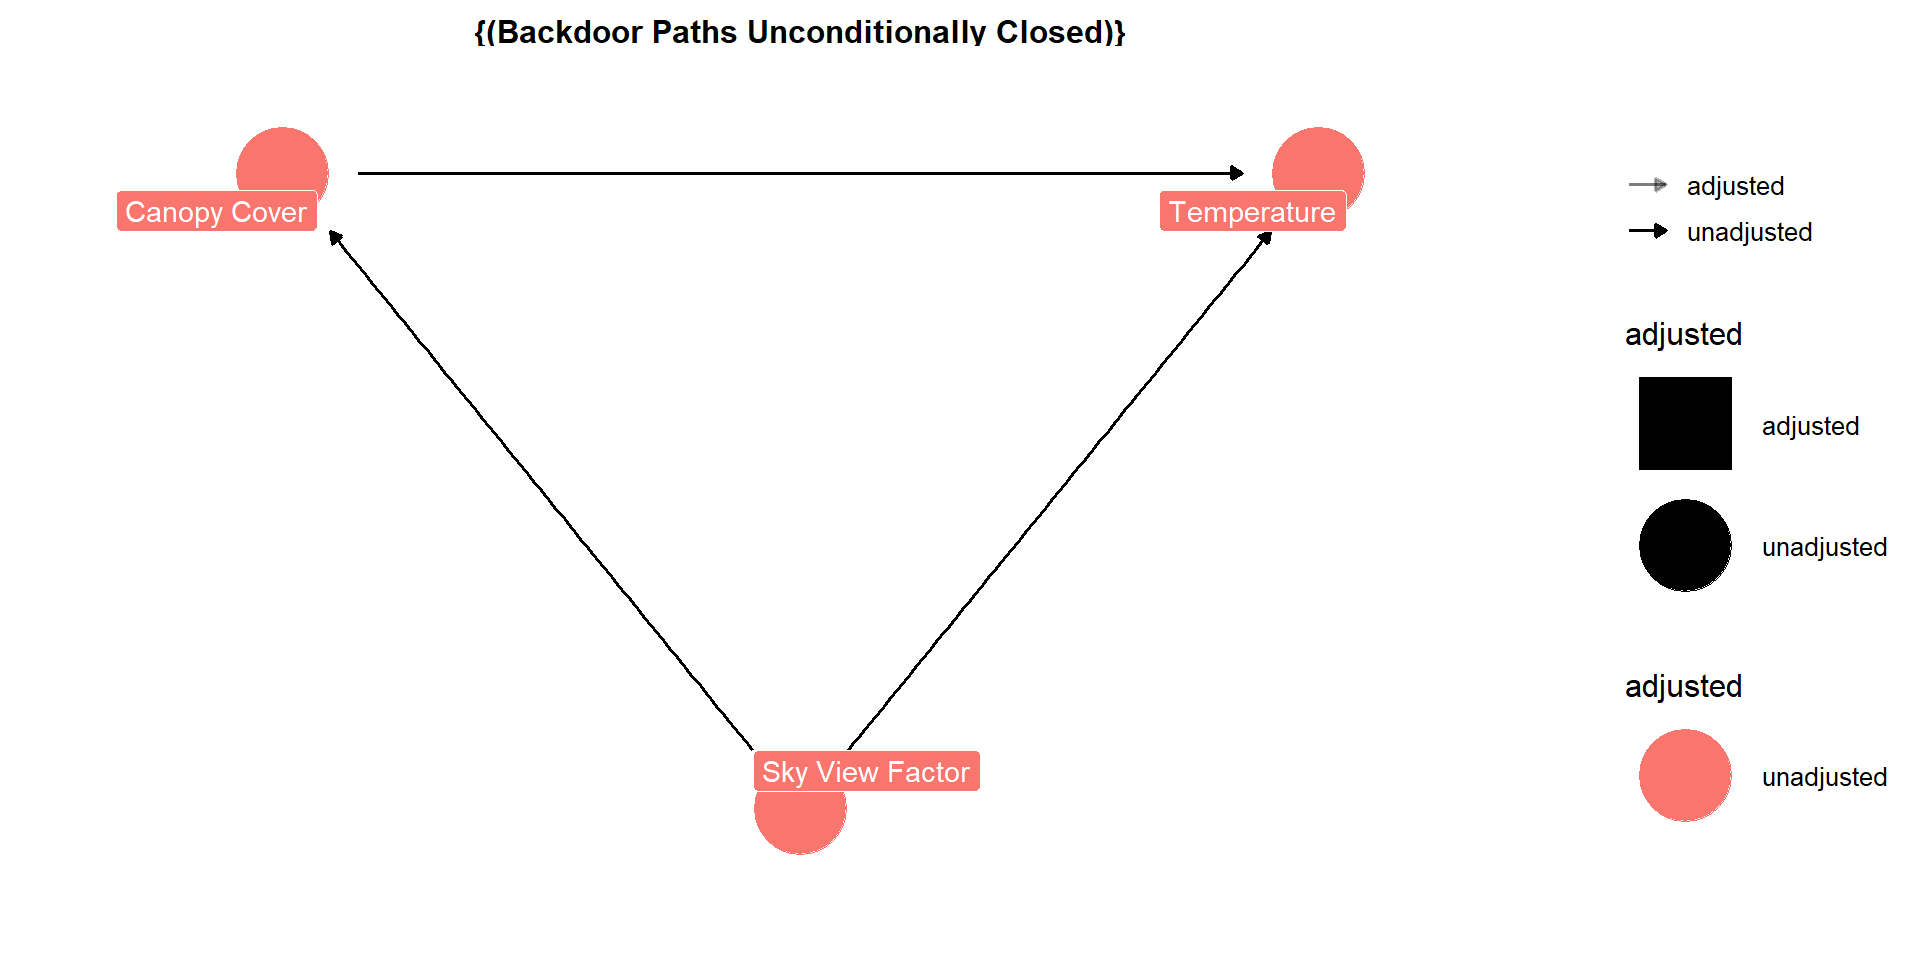 {(Backdoor Paths Unconditionally Closed)}
Canopy Cover
Temperature
Sky View Factor
adjusted
unadjusted
adjusted
adjusted
unadjusted
adjusted
unadjusted